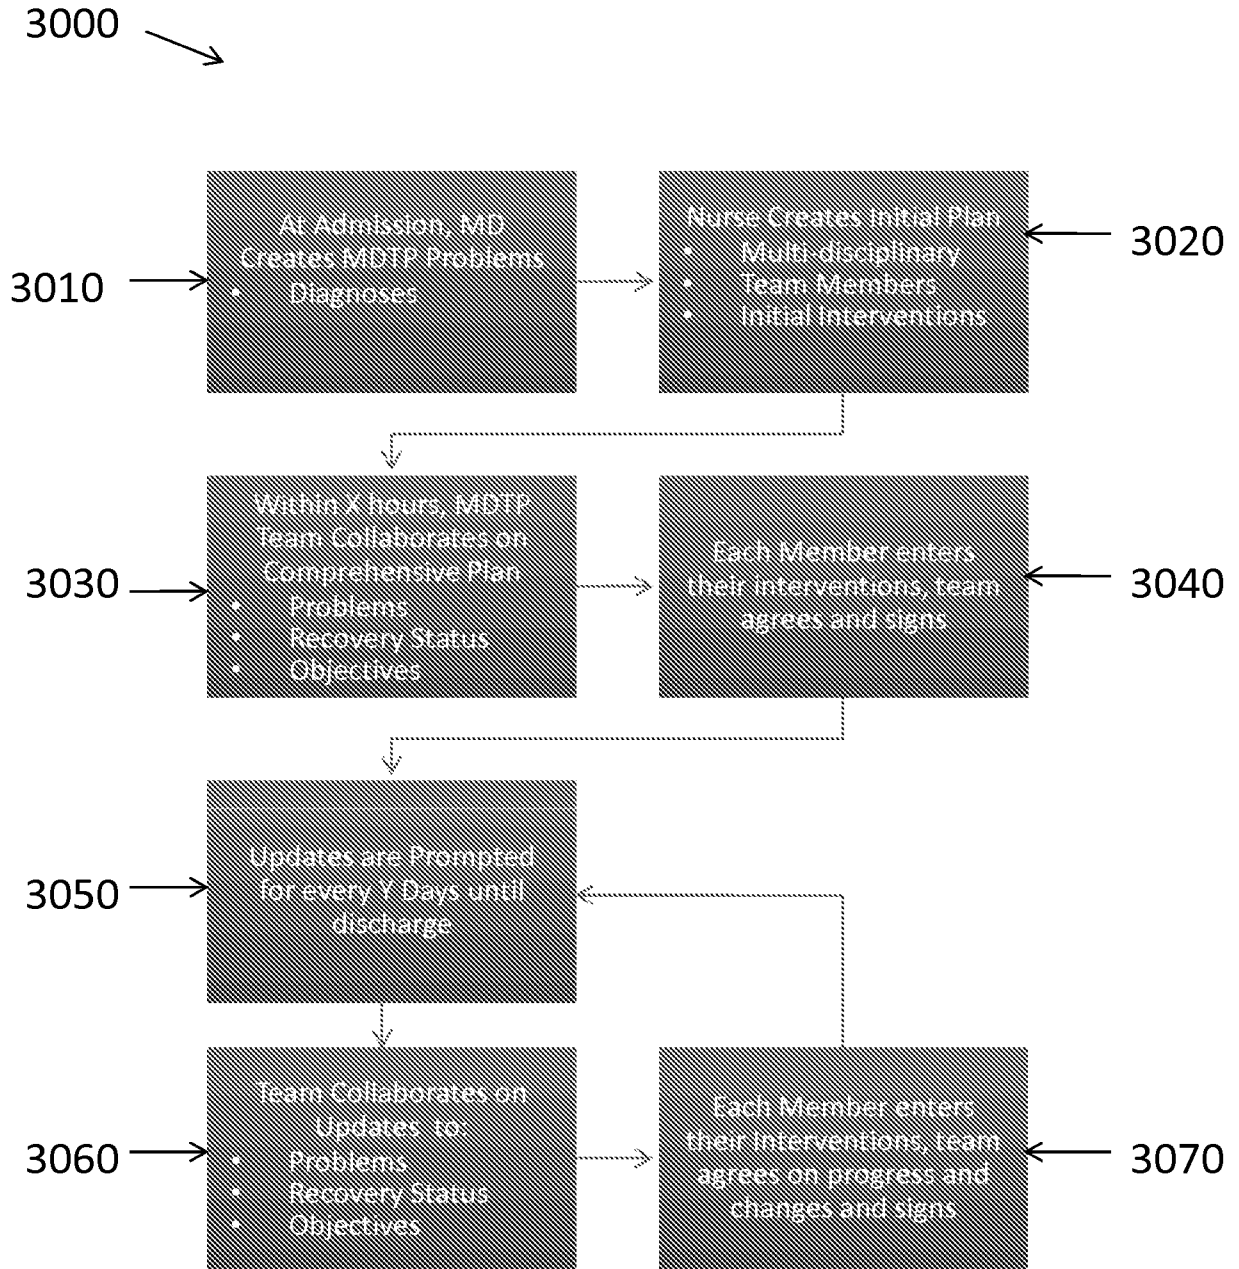 3000
At Admission, MD
Creates MDTP Problems
• Diagnoses
3010
Nurse Creates Initial Plan
• Multi-disciplinary
• Team Members
• Initial Interventions
3020
Within X hours, MDTP
Team Collaborates on
Comprehensive Plan
• Problems
• Recovery Status
• Objectives
3030
Each Member enters
their Interventions, team
agrees and signs
3040
Updates are Prompted
for every Y Days until
discharge
3050
Team Collaborates on
Updates to:
• Problems
• Recovery Status
• Objectives
3060
Each Member enters
their Interventions, team
agrees on progress and
changes and signs
3070